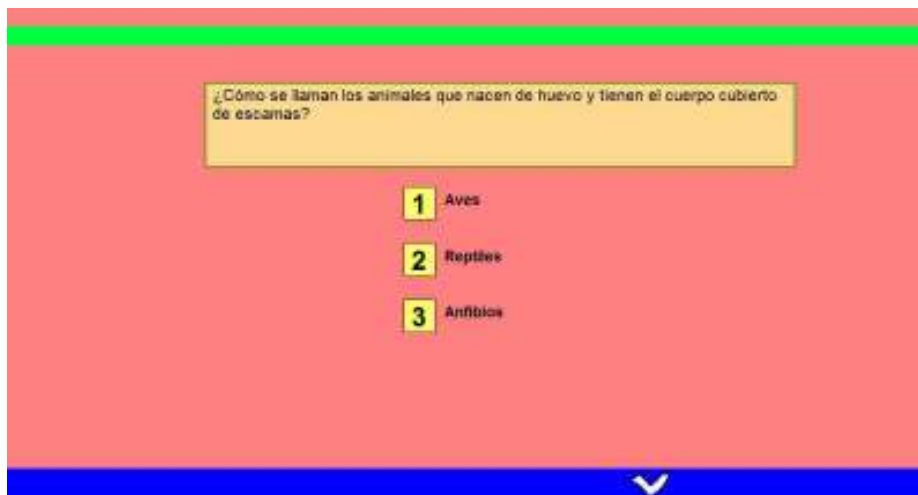 ¿Cómo se llaman los animales que nacen de huevo y tienen el cuerpo cubierto
de escamas?
1 Aves
2 Reptiles
3 Anfibios